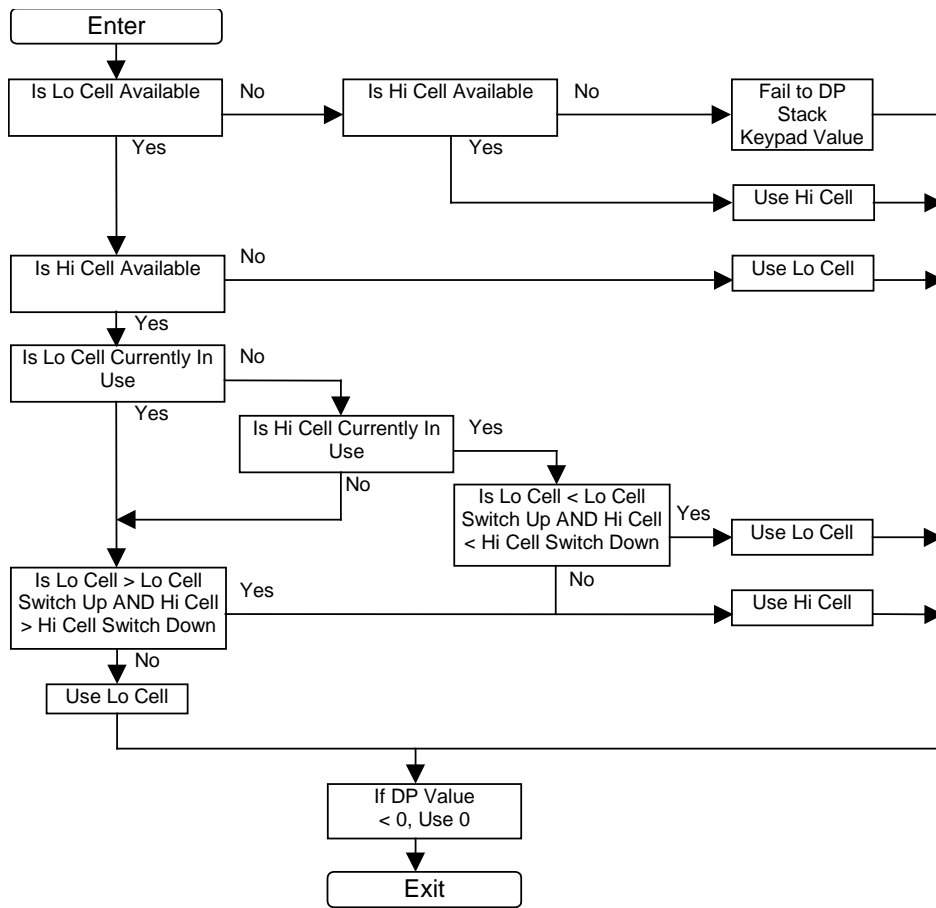 Enter
Is Lo Cell Available
No
Is Hi Cell Available
No
Fail to DP
Stack
Keypad Value
Yes
Yes
Use Hi Cell
Is Hi Cell Available
No
Use Lo Cell
Yes
Is Lo Cell Currently In
Use
No
Yes
Is Hi Cell Currently In
Use
Yes
No
Is Lo Cell < Lo Cell
Switch Up AND Hi Cell
< Hi Cell Switch Down
Yes
Use Lo Cell
No
Is Lo Cell > Lo Cell
Switch Up AND Hi Cell
> Hi Cell Switch Down
Yes
Use Hi Cell
No
Use Lo Cell
If DP Value
< 0, Use 0
Exit